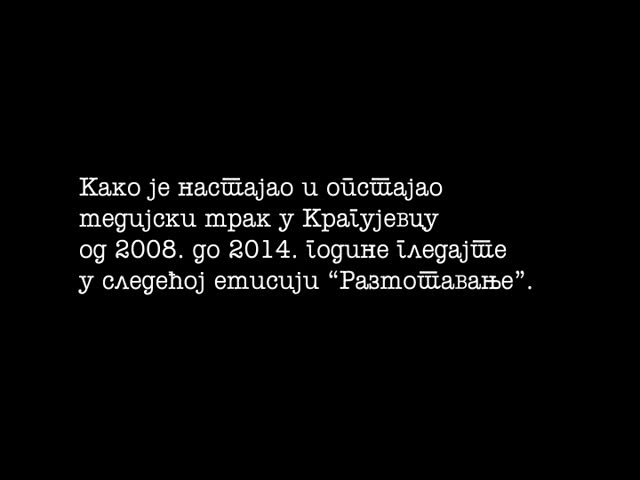 Како је настајао и опстајао
медијски мрак у Крагујевцу
од 2008. до 2014. године гледајте
у следећој емисији “Размотавање”.